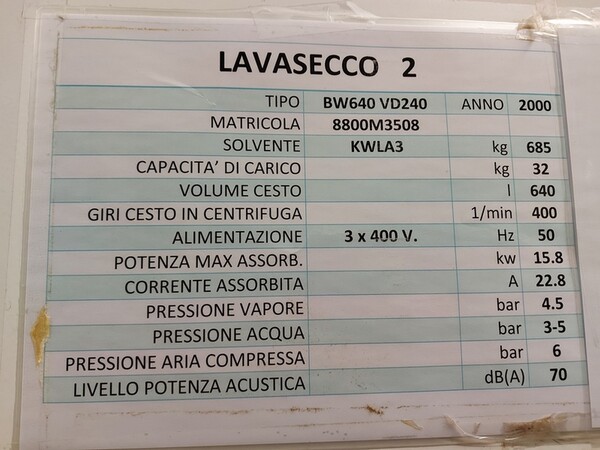 LAVASECCO 2
TIPO BW640 VD240 ANNO 2000
MATRICOLA 8800M3508
SOLVENTE KWLA3 kg 685
CAPACITA' DI CARICO kg 32
VOLUME CESTO l 640
GIRI CESTO IN CENTRIFUGA 1/min 400
ALIMENTAZIONE 3 x 400 V. Hz 50
POTENZA MAX ASSORB. kw 15.8
CORRENTE ASSORBITA A 22.8
PRESSIONE VAPORE bar 4.5
PRESSIONE ACQUA bar 3-5
PRESSIONE ARIA COMPRESSA bar 6
LIVELLO POTENZA ACUSTICA dB(A) 70